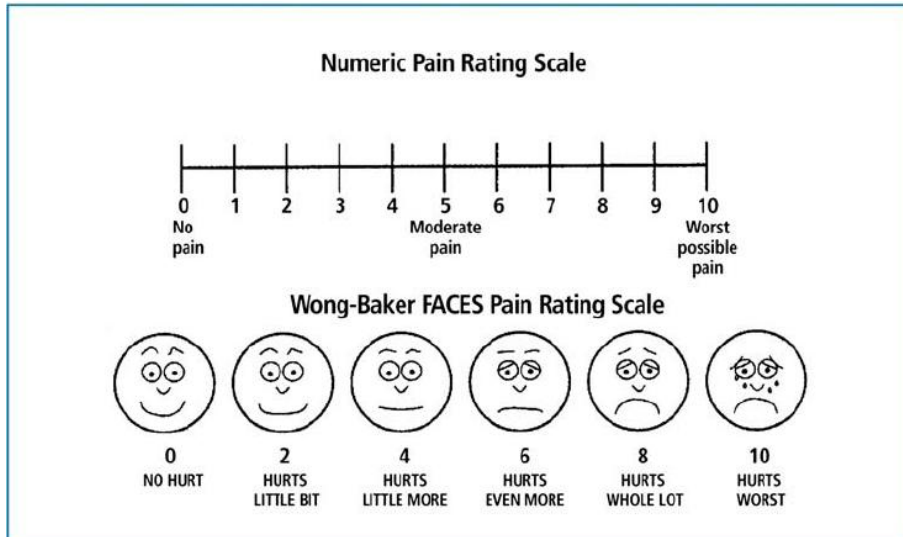 Numeric Pain Rating Scale
0 1 2 3 4 5 6 7 8 9 10
No pain
Moderate pain
Worst possible pain
Wong-Baker FACES Pain Rating Scale
0
NO HURT
2
HURTS
LITTLE BIT
4
HURTS
LITTLE MORE
6
HURTS
EVEN MORE
8
HURTS
WHOLE LOT
10
HURTS
WORST